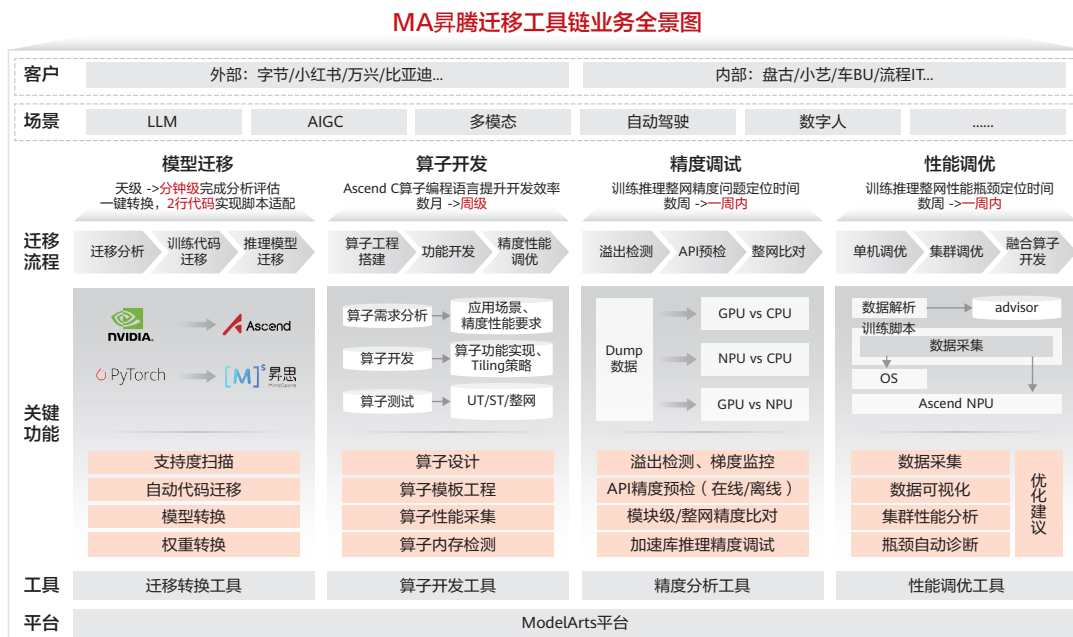 MA昇腾迁移工具链业务全景图
客户
外部：字节/小红书/万兴/比亚迪...
内部：盘古/小艺/车BU/流程IT...
场景
LLM
AIGC
多模态
自动驾驶
数字人
......
模型迁移
天级 ->分钟级完成分析评估
一键转换，2行代码实现脚本适配
算子开发
Ascend C算子编程语言提升开发效率
数月 ->周级
精度调试
训练推理整网精度问题定位时间
数周 ->一周内
性能调优
训练推理整网性能瓶颈定位时间
数周 ->一周内
迁移
流程
迁移分析
训练代码
迁移
推理模型
迁移
算子工程
搭建
功能开发
精度性能
调优
溢出检测
API预检
整网比对
单机调优
集群调优
融合算子
开发
关键
功能
NVIDIA.
Ascend
PyTorch
[M]s 昇思
MindSpore
支持度扫描
自动代码迁移
模型转换
权重转换
算子需求分析
应用场景、
精度性能要求
算子开发
算子功能实现、
Tiling策略
算子测试
UT/ST/整网
算子设计
算子模板工程
算子性能采集
算子内存检测
Dump
数据
GPU vs CPU
NPU vs CPU
GPU vs NPU
溢出检测、梯度监控
API精度预检（在线/离线）
模块级/整网精度比对
加速库推理精度调试
数据解析
advisor
训练脚本
数据采集
OS
Ascend NPU
数据采集
数据可视化
集群性能分析
瓶颈自动诊断
优化建议
工具
迁移转换工具
算子开发工具
精度分析工具
性能调优工具
平台
ModelArts平台